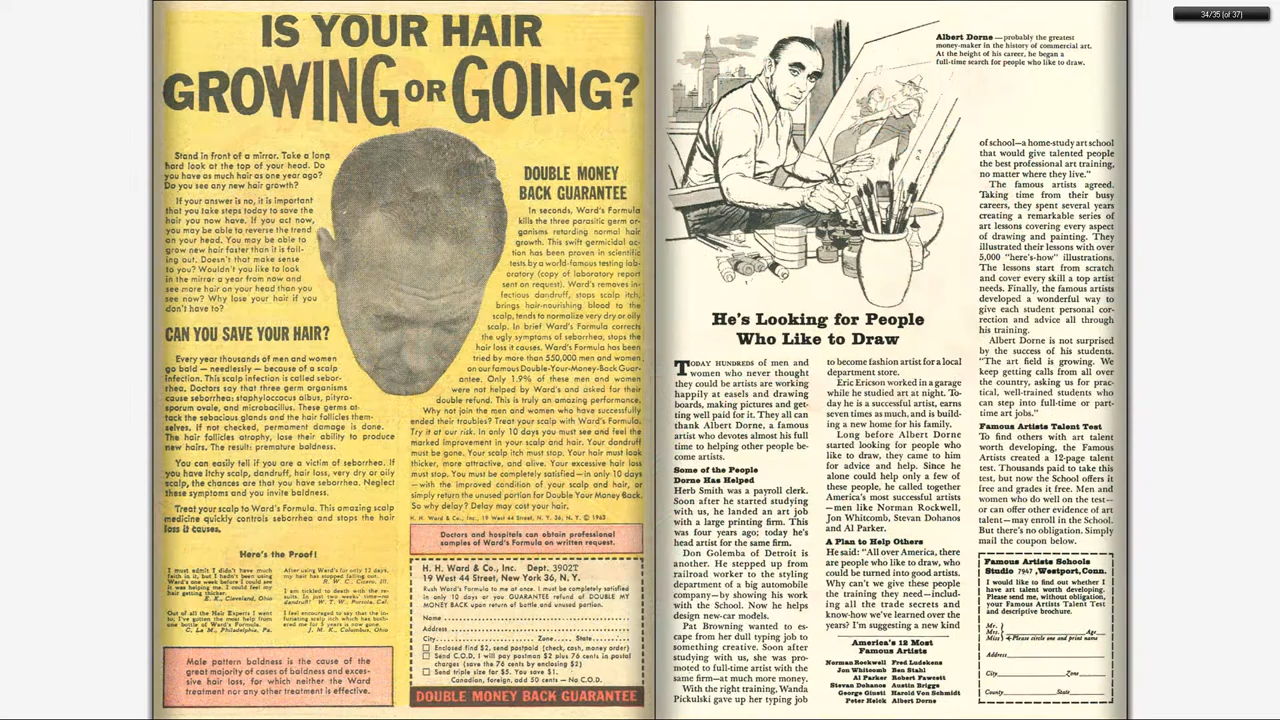 34/35 (of 37)
IS YOUR HAIR
GROWING OR GOING?
Stand in front of a mirror. Take a long
hard look at the top of your head. Do
you have as much hair as one year ago?
Do you see any new hair growth?
If your answer is no, it is important
that you take steps today to save the
hair you now have. If you act now,
you may be able to reverse the trend
on your head. You may be able to
grow new hair faster than it is fall-
ing out. Doesn't that make sense
to you? Wouldn't you like to look
in the mirror a year from now and
see more hair on your head than you
see now? Why lose your hair if you
don't have to?
CAN YOU SAVE YOUR HAIR?
Every year thousands of men and women
go bald — needlessly — because of a scalp
infection. This scalp infection is called sebor-
rhea. Doctors say that three germ organisms
cause seborrhea: staphyloccus albus, pityro-
sporum ovale, and microbacillus. These germs at-
tack the sebacious glands and the hair follicles them-
selves. If not checked, permanent damage is done.
The hair follicles atrophy, lose their ability to produce
new hairs. The result: premature baldness.
You can easily tell if you are a victim of seborrhea. If
you have itchy scalp, dandruff, hair loss, very dry or oily
scalp, the chances are that you have seborrhea. Neglect
these symptoms and you invite baldness.
Treat your scalp to Ward's Formula. This amazing scalp
medicine quickly controls seborrhea and stops the hair
loss it causes.
Here's the Proof!
I must admit I didn't have much
faith in it, but I hadn't been using
Ward's one week before I could see
it was helping me. I could feel my
hair getting thicker.
E. K., Cleveland, Ohio
Out of all the Hair Experts I went
to, I've gotten the most help from
one bottle of Ward's Formula.
C. La M., Philadelphia, Pa.
After using Ward's for only 12 days,
my hair has stopped falling out.
R. W. C., Cicero, Ill.
I am tickled to death with the re-
sults. In just two weeks' time—no
dandruff! W. T. W., Portola, Cal.
I feel encouraged to say that the in-
furiating scalp itch which has both-
ered me for 5 years is now gone.
J. M. K., Columbus, Ohio
Male pattern baldness is the cause of the
great majority of cases of baldness and exces-
sive hair loss, for which neither the Ward
treatment nor any other treatment is effective.
DOUBLE MONEY
BACK GUARANTEE
In seconds, Ward's Formula
kills the three parasitic germ or-
ganisms retarding normal hair
growth. This swift germicidal ac-
tion has been proven in scientific
tests by a world-famous testing lab-
oratory (copy of laboratory report
sent on request). Ward's removes in-
fectious dandruff, stops scalp itch,
brings hair-nourishing blood to the
scalp, tends to normalize very dry or oily
scalp. In brief Ward's Formula corrects
the ugly symptoms of seborrhea, stops the
hair loss it causes. Ward's Formula has been
tried by more than 550,000 men and women
on our famous Double-Your-Money-Back Guar-
antee. Only 1.9% of these men and women
were not helped by Ward's and asked for their
double refund. This is truly an amazing performance.
Why not join the men and women who have successfully
ended their troubles? Treat your scalp to Ward's Formula.
Try it at our risk. In only 10 days you must see and feel the
marked improvement in your scalp and hair. Your dandruff
must be gone. Your scalp itch must stop. Your hair must look
thicker, more attractive, and alive. Your excessive hair loss
must stop. You must be completely satisfied—in only 10 days
—with the improved condition of your scalp and hair, or
simply return the unused portion for Double Your Money Back.
So why delay? Delay may cost your hair.
H. H. Ward & Co., Inc., 19 West 44 Street, N. Y. 36, N. Y. © 1963
Doctors and hospitals can obtain professional
samples of Ward's Formula on written request.
H. H. Ward & Co., Inc. Dept. 3902T
19 West 44 Street, New York 36, N. Y.
Rush Ward's Formula to me at once. I must be completely satisfied
in only 10 days or you GUARANTEE refund of DOUBLE MY
MONEY BACK upon return of bottle and unused portion.
Name
Address
City Zone State
Enclosed find $2, send postpaid (check, cash, money order)
Send C.O.D. I will pay postman $2 plus 76 cents in postal
charges (save the 76 cents by enclosing $2)
Send triple size for $5. You save $1.
Canadian, foreign, add 50 cents — No C.O.D.
DOUBLE MONEY BACK GUARANTEE
Albert Dorne — probably the greatest
money-maker in the history of commercial art.
At the height of his career, he began a
full-time search for people who like to draw.
He's Looking for People
Who Like to Draw
TODAY HUNDREDS of men and
women who never thought
they could be artists are working
happily at easels and drawing
boards, making pictures and get-
ting well paid for it. They all can
thank Albert Dorne, a famous
artist who devotes almost his full
time to helping other people be-
come artists.
Some of the People
Dorne Has Helped
Herb Smith was a payroll clerk.
Soon after he started studying
with us, he landed an art job
with a large printing firm. This
was four years ago; today he's
head artist for the same firm.
Don Golemba of Detroit is
another. He stepped up from
railroad worker to the styling
department of a big automobile
company—by showing his work
with the School. Now he helps
design new-car models.
Pat Browning wanted to es-
cape from her dull typing job to
something creative. Soon after
studying with us, she was pro-
moted to full-time artist with the
same firm—at much more money.
With the right training, Wanda
Pickulski gave up her typing job
to become fashion artist for a local
department store.
Eric Ericson worked in a garage
while he studied art at night. To-
day he is a successful artist, earns
seven times as much, and is build-
ing a new home for his family.
Long before Albert Dorne
started looking for people who
like to draw, they came to him
for advice and help. Since he
alone could help only a few of
these people, he called together
America's most successful artists
—men like Norman Rockwell,
Jon Whitcomb, Stevan Dohanos
and Al Parker.
A Plan to Help Others
He said: "All over America, there
are people who like to draw, who
could be turned into good artists.
Why can't we give these people
the training they need—includ-
ing all the trade secrets and
know-how we've learned over the
years? I'm suggesting a new kind
America's 12 Most
Famous Artists
Norman Rockwell Fred Ludekens
Jon Whitcomb Ben Stahl
Al Parker Robert Fawcett
Stevan Dohanos Austin Briggs
George Giusti Harold Von Schmidt
Peter Helck Albert Dorne
of school—a home-study art school
that would give talented people
the best professional art training,
no matter where they live."
The famous artists agreed.
Taking time from their busy
careers, they spent several years
creating a remarkable series of
art lessons covering every aspect
of drawing and painting. They
illustrated their lessons with over
5,000 "here's-how" illustrations.
The lessons start from scratch
and cover every skill a top artist
needs. Finally, the famous artists
developed a wonderful way to
give each student personal cor-
rection and advice all through
his training.
Albert Dorne is not surprised
by the success of his students.
"The art field is growing. We
keep getting calls from all over
the country, asking us for prac-
tical, well-trained students who
can step into full-time or part-
time art jobs."
Famous Artists Talent Test
To find others with art talent
worth developing, the Famous
Artists created a 12-page talent
test. Thousands paid to take this
test, but now the School offers it
free and grades it free. Men and
women who do well on the test—
or can offer other evidence of art
talent—may enroll in the School.
But there's no obligation. Simply
mail the coupon below.
Famous Artists Schools
Studio 7947, Westport, Conn.
I would like to find out whether I
have art talent worth developing.
Please send me, without obligation,
your Famous Artists Talent Test
and descriptive brochure.
Mr.
Mrs. Age
Miss Please circle one and print name
Address
City Zone
County State